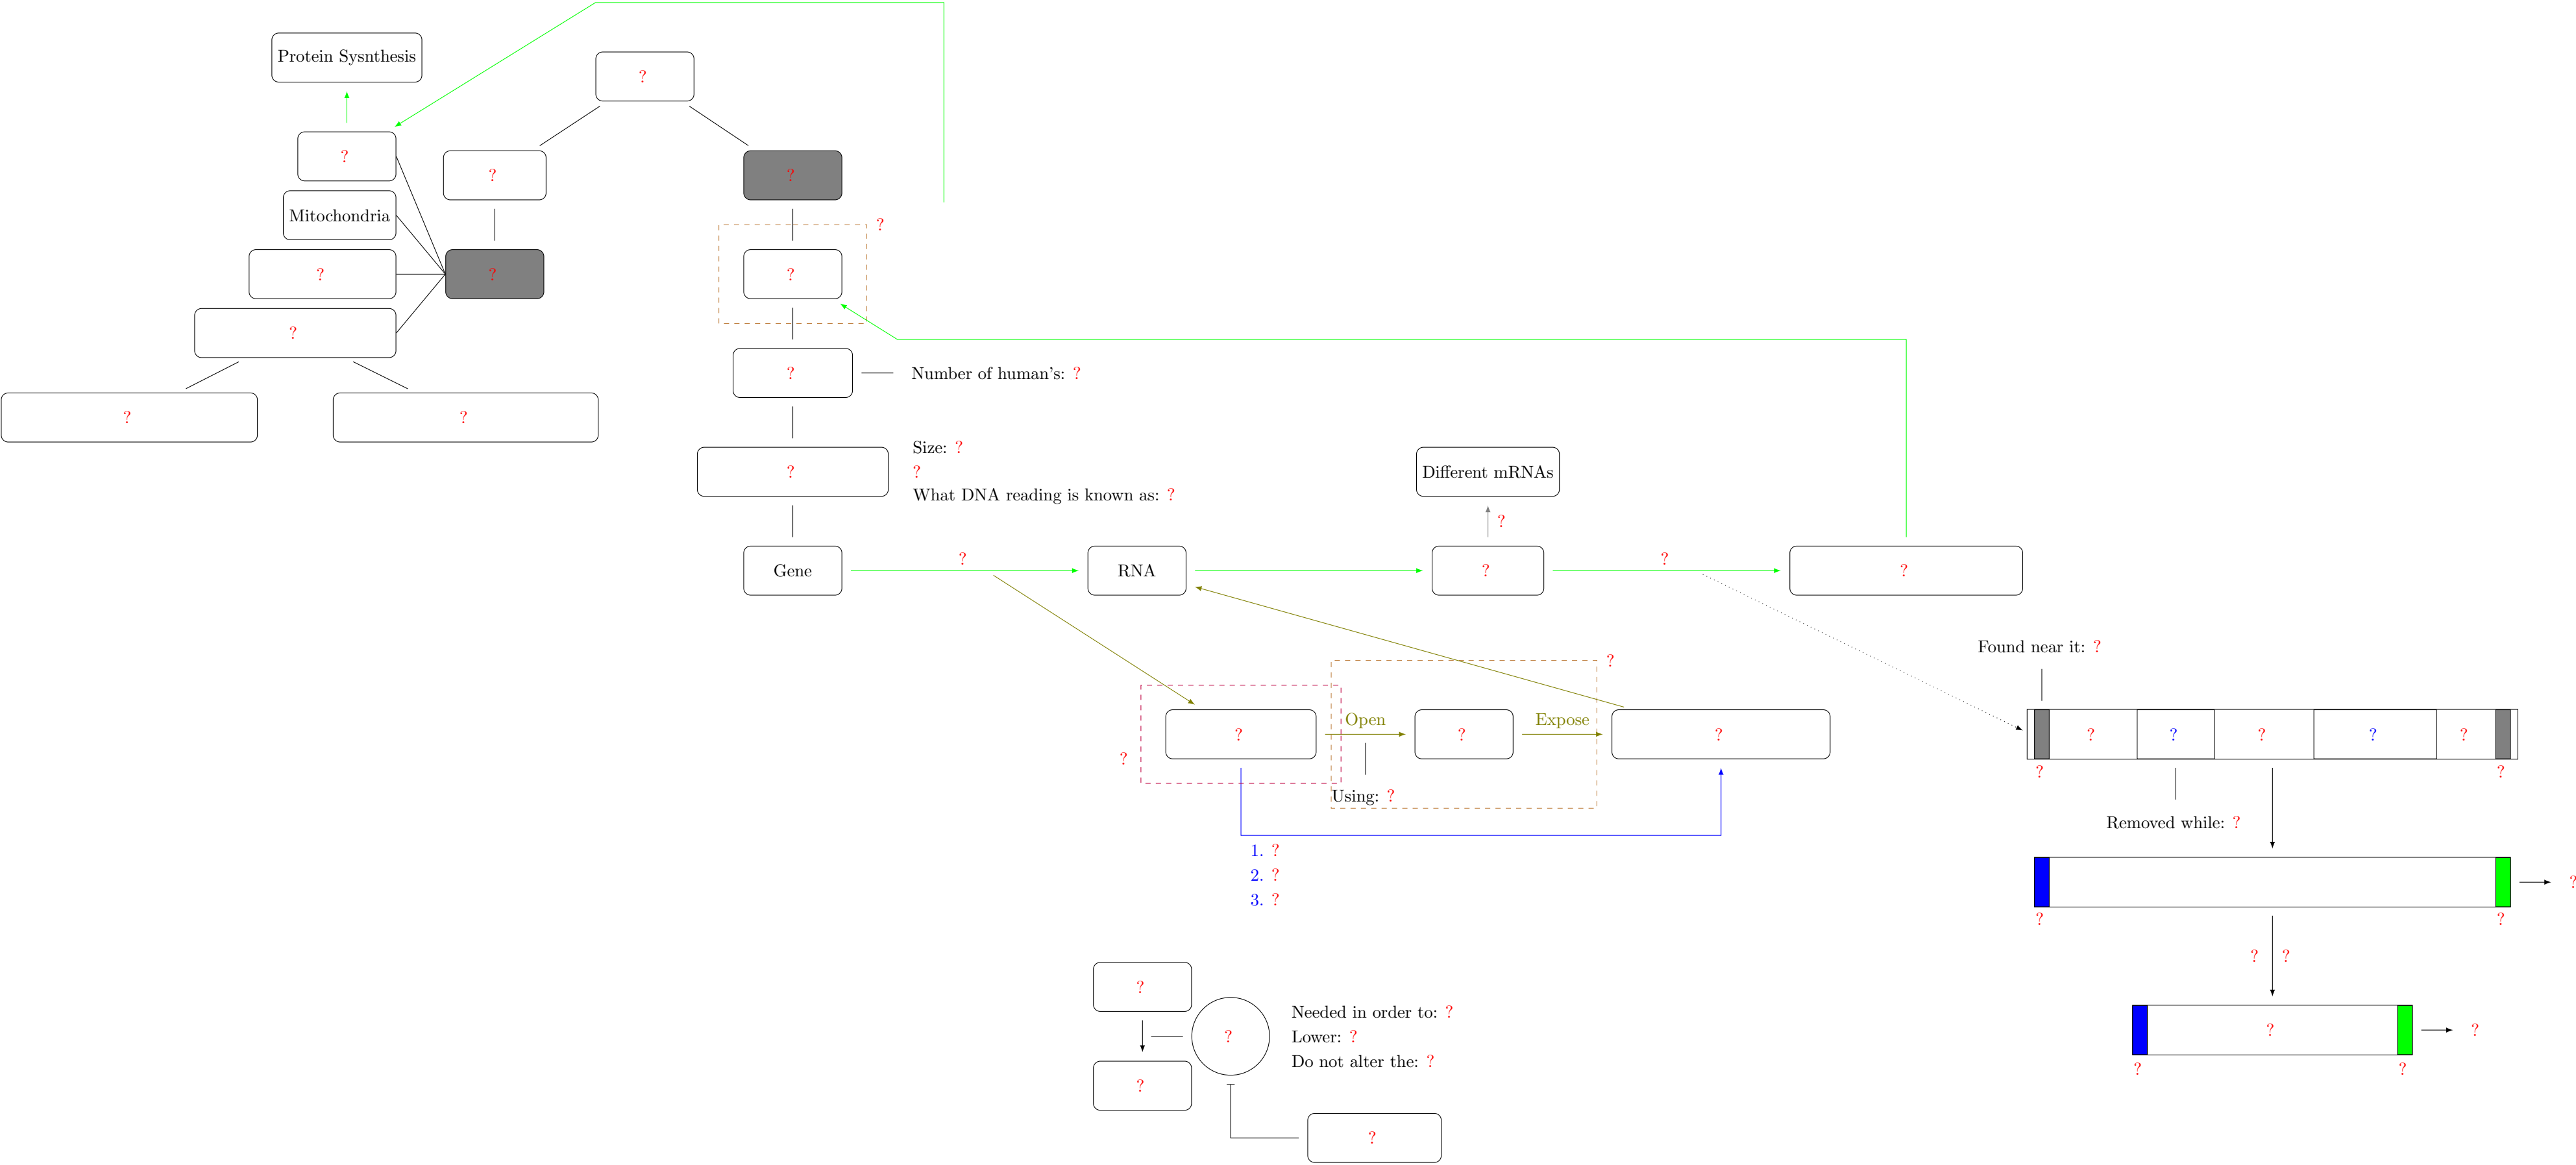 Protein Sysnthesis
?
?
?
?
Mitochondria
?
?
?
?
?
?
?
?
Number of human's: ?
?
Size: ?
?
What DNA reading is known as: ?
Different mRNAs
?
Gene
?
RNA
?
?
?
Found near it: ?
?
?
?
Open
?
Expose
?
Using: ?
?
?
?
?
?
?
?
Removed while: ?
1. ?
2. ?
3. ?
?
?
?
? ?
?
?
Needed in order to: ?
Lower: ?
Do not alter the: ?
?
?
?
?
?
?
?